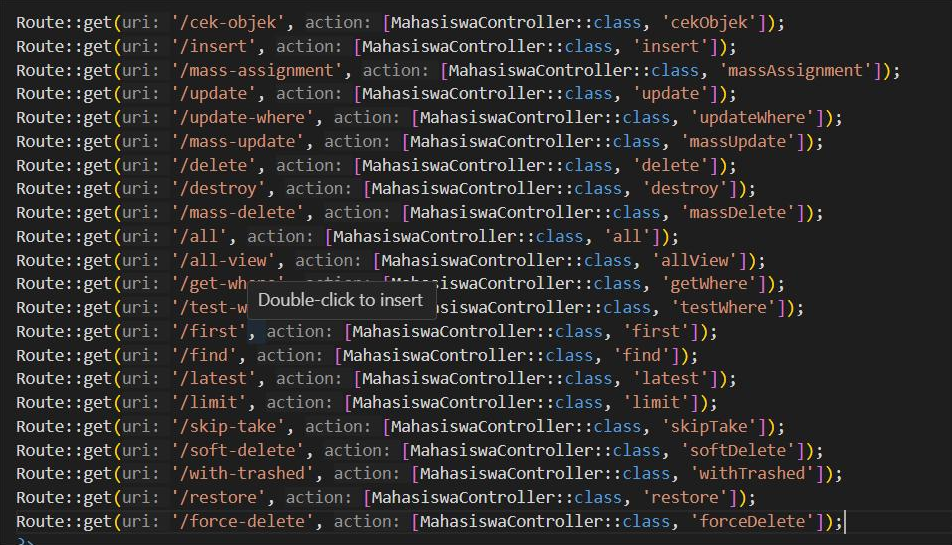 Route::get(uri: '/cek-objek', action: [MahasiswaController::class, 'cekObjek']);
Route::get(uri: '/insert', action: [MahasiswaController::class, 'insert']);
Route::get(uri: '/mass-assignment', action: [MahasiswaController::class, 'massAssignment']);
Route::get(uri: '/update', action: [MahasiswaController::class, 'update']);
Route::get(uri: '/update-where', action: [MahasiswaController::class, 'updateWhere']);
Route::get(uri: '/mass-update', action: [MahasiswaController::class, 'massUpdate']);
Route::get(uri: '/delete', action: [MahasiswaController::class, 'delete']);
Route::get(uri: '/destroy', action: [MahasiswaController::class, 'destroy']);
Route::get(uri: '/mass-delete', action: [MahasiswaController::class, 'massDelete']);
Route::get(uri: '/all', action: [MahasiswaController::class, 'all']);
Route::get(uri: '/all-view', action: [MahasiswaController::class, 'allView']);
Route::get(uri: '/get-where', action: [MahasiswaController::class, 'getWhere']);
Double-click to insert
Route::get(uri: '/test-w MahasiswaController::class, 'testWhere']);
Route::get(uri: '/first', action: [MahasiswaController::class, 'first']);
Route::get(uri: '/find', action: [MahasiswaController::class, 'find']);
Route::get(uri: '/latest', action: [MahasiswaController::class, 'latest']);
Route::get(uri: '/limit', action: [MahasiswaController::class, 'limit']);
Route::get(uri: '/skip-take', action: [MahasiswaController::class, 'skipTake']);
Route::get(uri: '/soft-delete', action: [MahasiswaController::class, 'softDelete']);
Route::get(uri: '/with-trashed', action: [MahasiswaController::class, 'withTrashed']);
Route::get(uri: '/restore', action: [MahasiswaController::class, 'restore']);
Route::get(uri: '/force-delete', action: [MahasiswaController::class, 'forceDelete']);